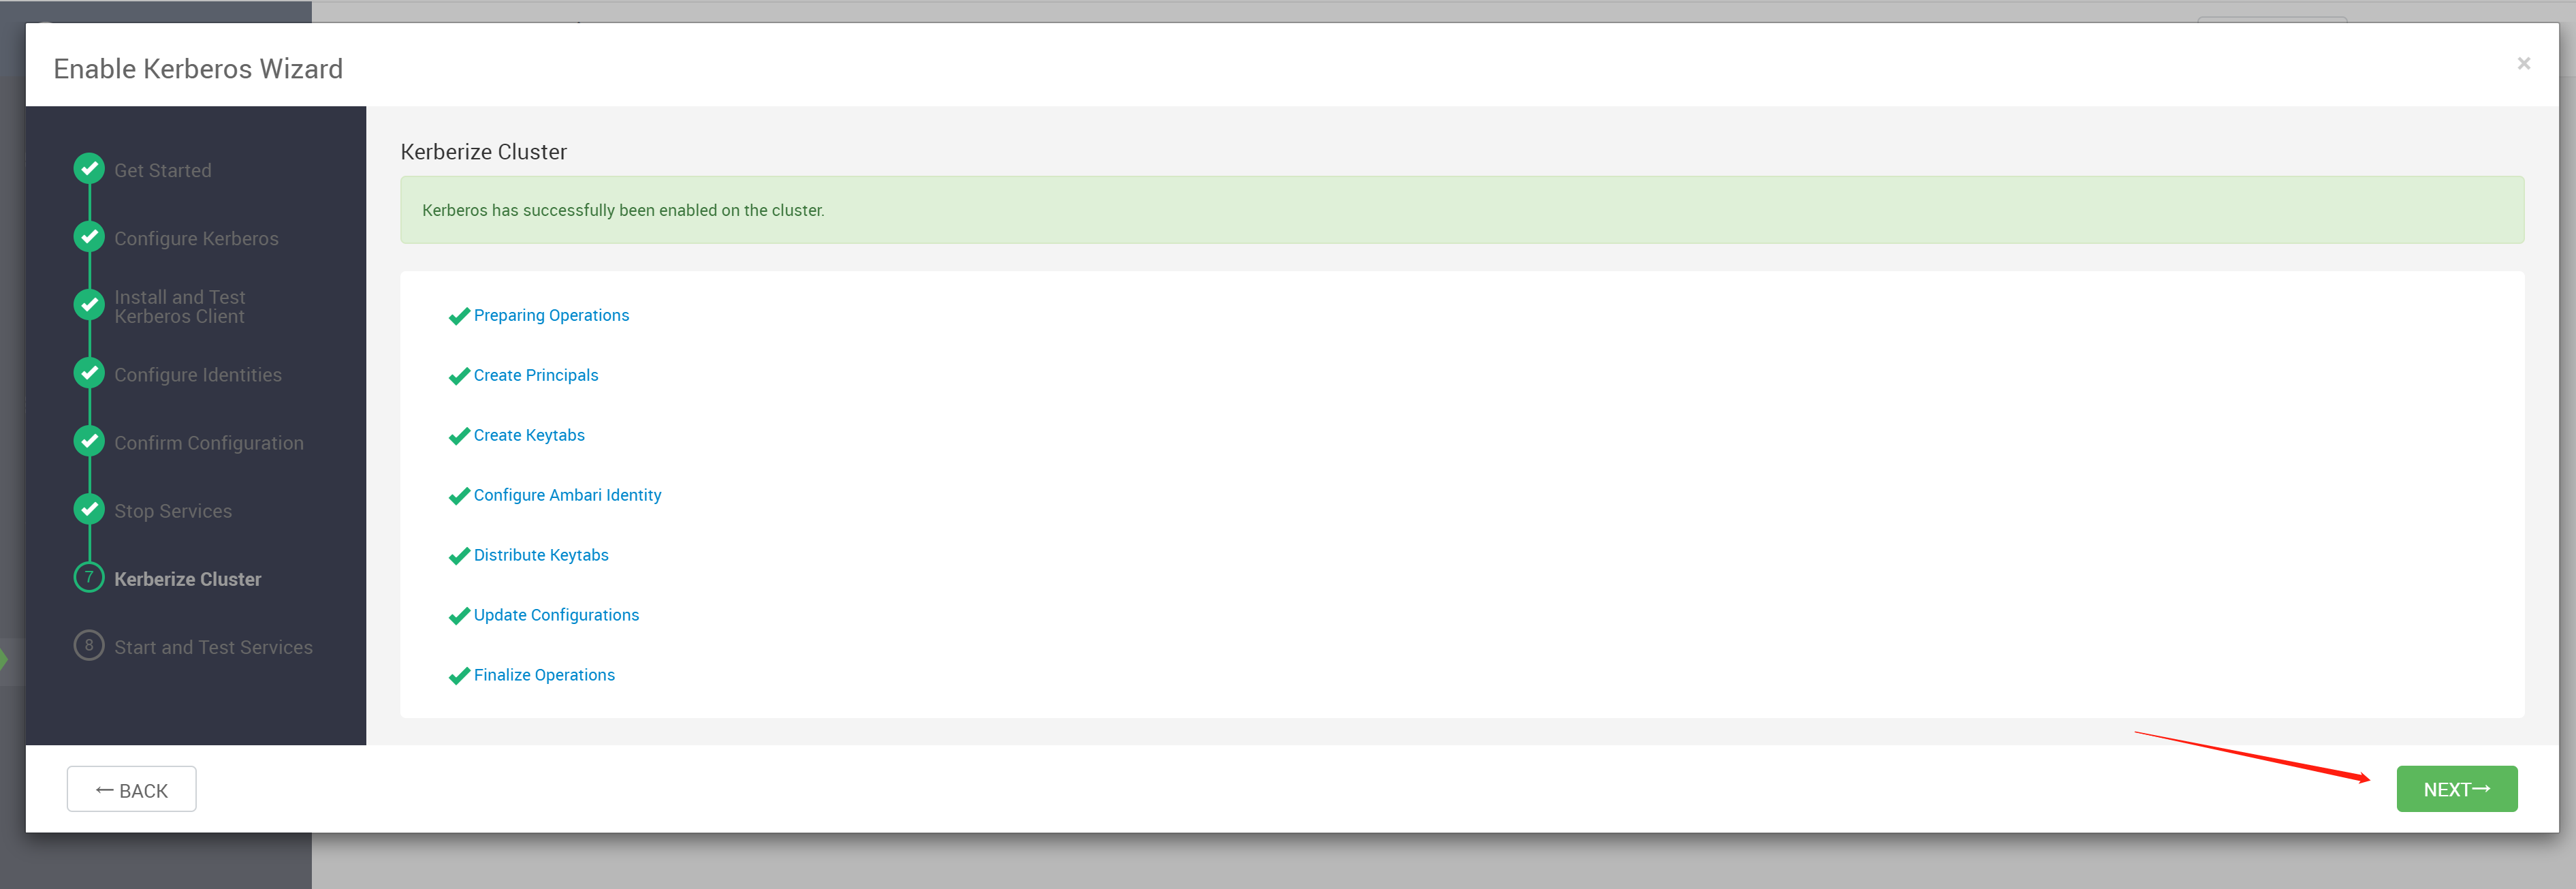 Enable Kerberos Wizard
×
Get Started
Configure Kerberos
Install and Test
Kerberos Client
Configure Identities
Confirm Configuration
Stop Services
7 Kerberize Cluster
8 Start and Test Services
Kerberize Cluster
Kerberos has successfully been enabled on the cluster.
Preparing Operations
Create Principals
Create Keytabs
Configure Ambari Identity
Distribute Keytabs
Update Configurations
Finalize Operations
← BACK
NEXT→